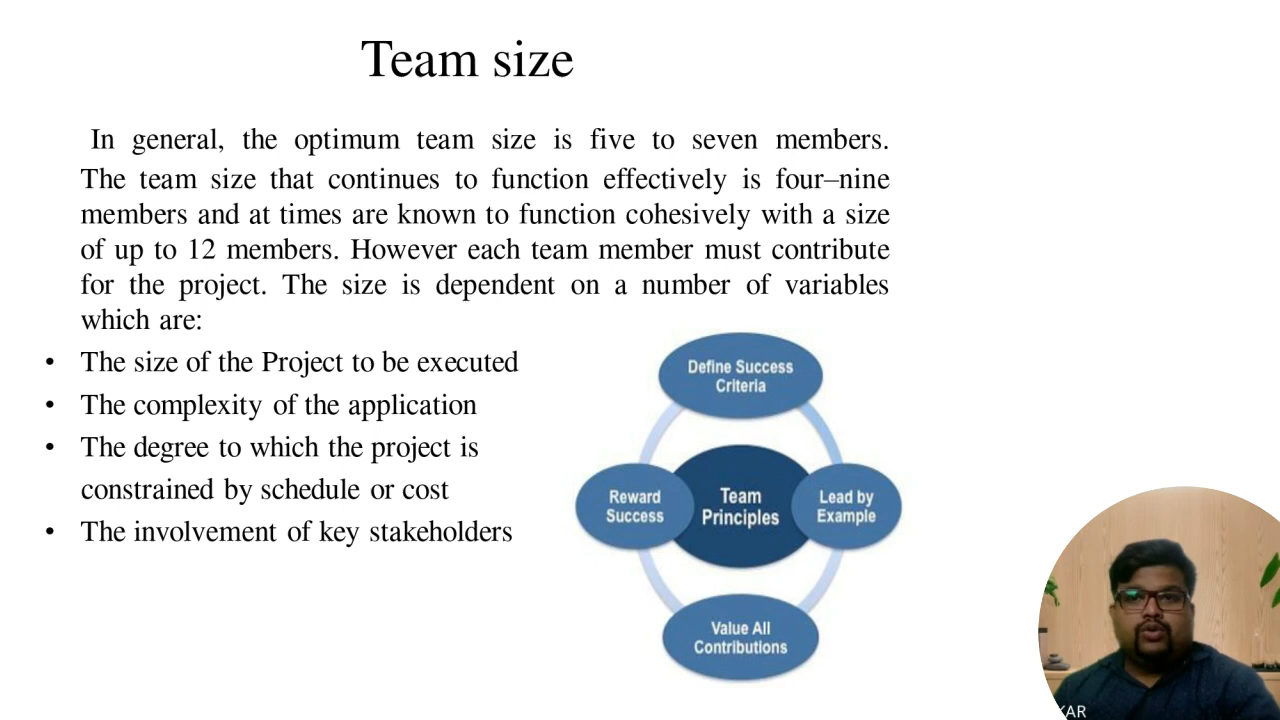 Team size
In general, the optimum team size is five to seven members.
The team size that continues to function effectively is four–nine
members and at times are known to function cohesively with a size
of up to 12 members. However each team member must contribute
for the project. The size is dependent on a number of variables
which are:
• The size of the Project to be executed
• The complexity of the application
• The degree to which the project is
constrained by schedule or cost
• The involvement of key stakeholders
Define Success
Criteria
Reward
Success
Team
Principles
Lead by
Example
Value All
Contributions
KAR